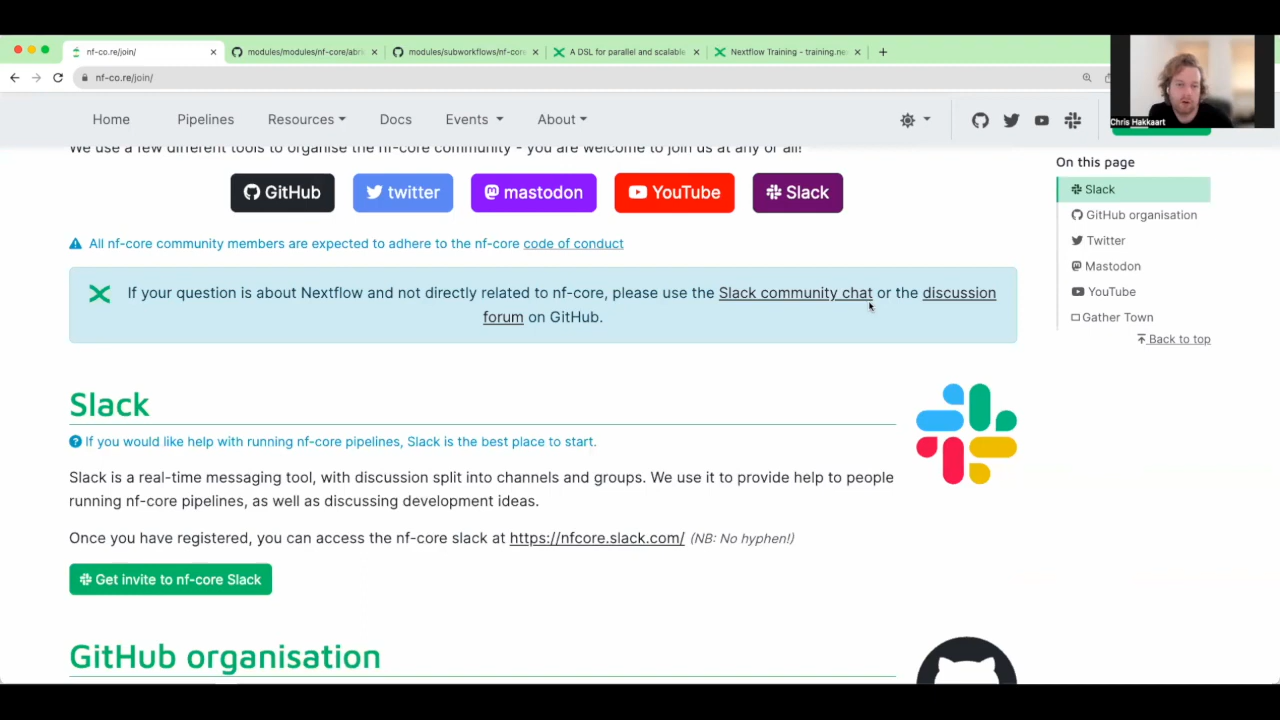 nf-co.re/join/
modules/modules/nf-core/abri
modules/subworkflows/nf-core
A DSL for parallel and scalable
Nextflow Training - training.ne
nf-co.re/join/
Chris Hakkaart
Home
Pipelines
Resources
Docs
Events
About
We use a few different tools to organise the nf-core community - you are welcome to join us at any or all!
GitHub
twitter
mastodon
YouTube
Slack
All nf-core community members are expected to adhere to the nf-core code of conduct
If your question is about Nextflow and not directly related to nf-core, please use the Slack community chat or the discussion
forum on GitHub.
Slack
If you would like help with running nf-core pipelines, Slack is the best place to start.
Slack is a real-time messaging tool, with discussion split into channels and groups. We use it to provide help to people
running nf-core pipelines, as well as discussing development ideas.
Once you have registered, you can access the nf-core slack at https://nfcore.slack.com/ (NB: No hyphen!)
Get invite to nf-core Slack
GitHub organisation
On this page
Slack
GitHub organisation
Twitter
Mastodon
YouTube
Gather Town
Back to top